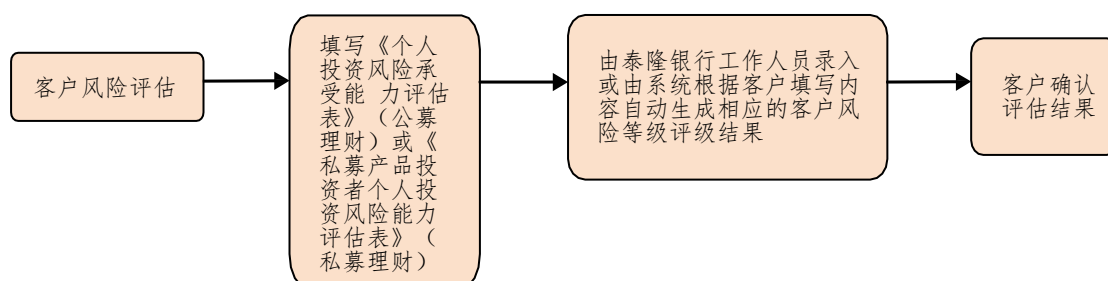 客户风险评估
填写《个人
投资风险承
受能 力评估
表》（公募
理财）或《
私募产品投
资者个人投
资风险能力
评估表》（
私募理财）
由泰隆银行工作人员录入
或由系统根据客户填写内
容自动生成相应的客户风
险等级评级结果
客户确认
评估结果